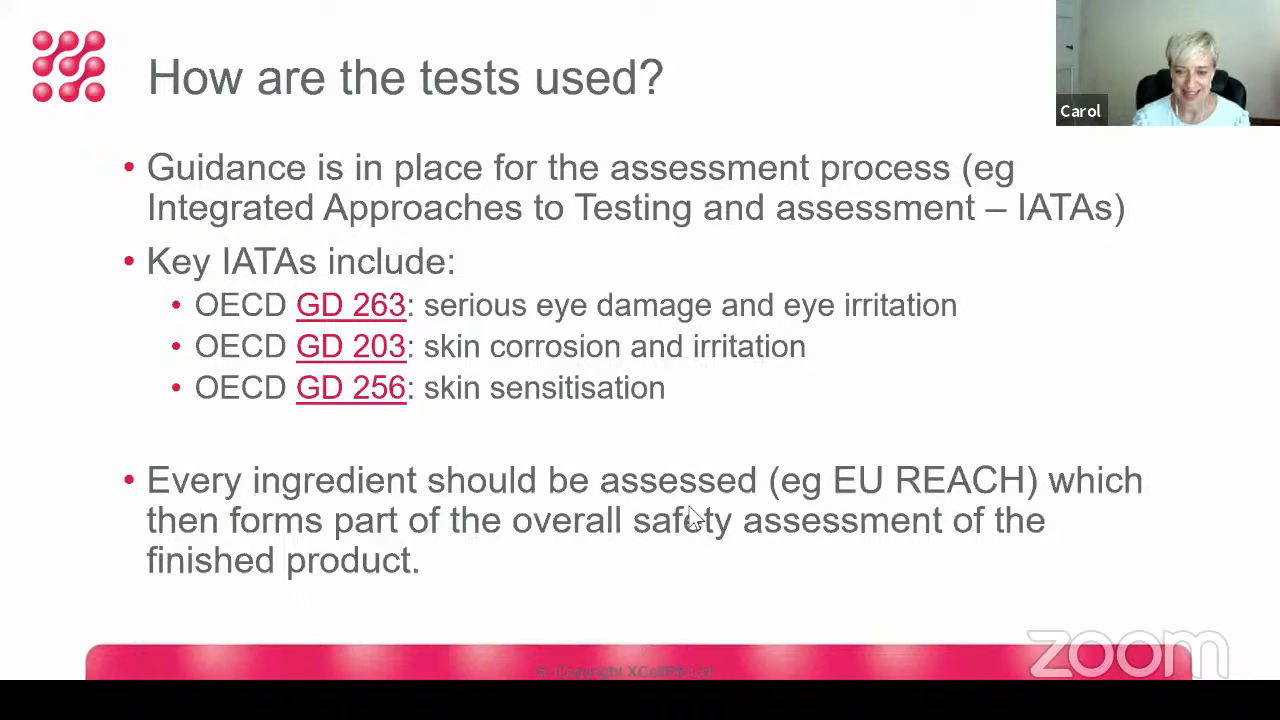 How are the tests used?
Carol
• Guidance is in place for the assessment process (eg
Integrated Approaches to Testing and assessment – IATAs)
• Key IATAs include:
• OECD GD 263: serious eye damage and eye irritation
• OECD GD 203: skin corrosion and irritation
• OECD GD 256: skin sensitisation
• Every ingredient should be assessed (eg EU REACH) which
then forms part of the overall safety assessment of the
finished product.
© Copyright XCellR8 Ltd
zoom